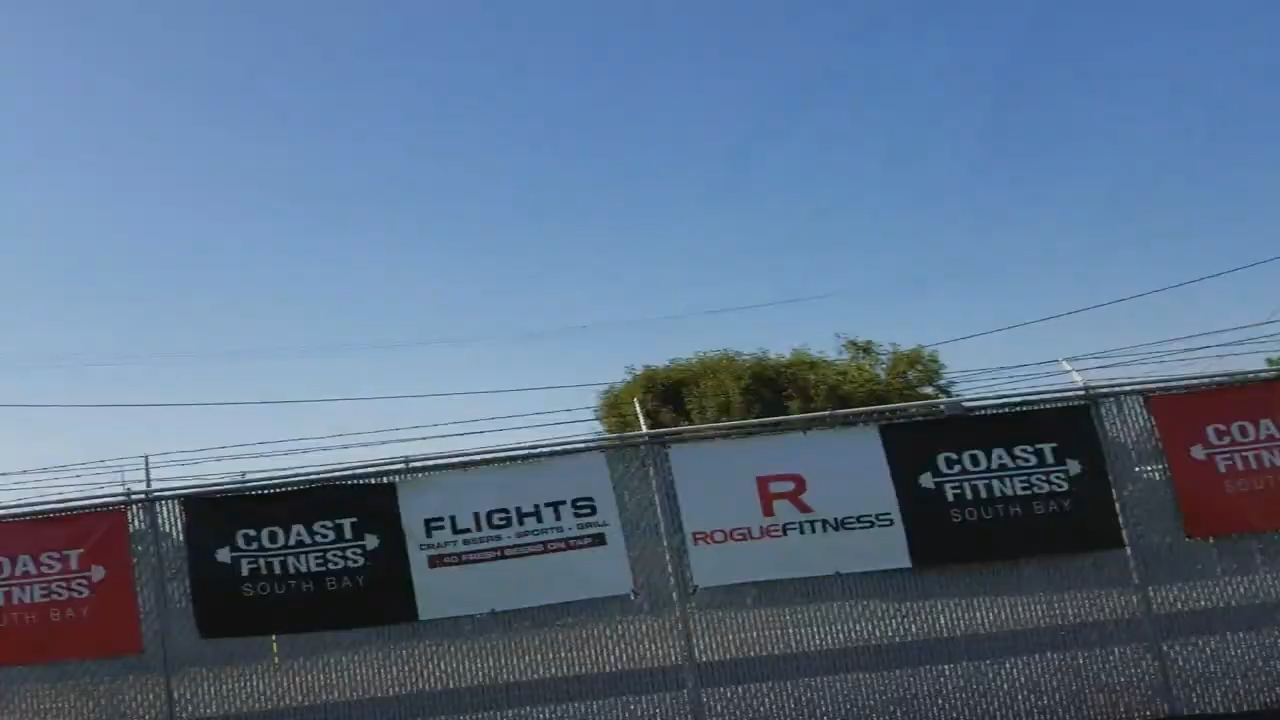 OAST
TNESS
UTH BAY
COAST
FITNESS
SOUTH BAY
FLIGHTS
CRAFT BEERS • SPORTS • GRILL
40 FRESH BEERS ON TAP
R
ROGUEFITNESS
COAST
FITNESS
SOUTH BAY
COA
FITN
SOUT